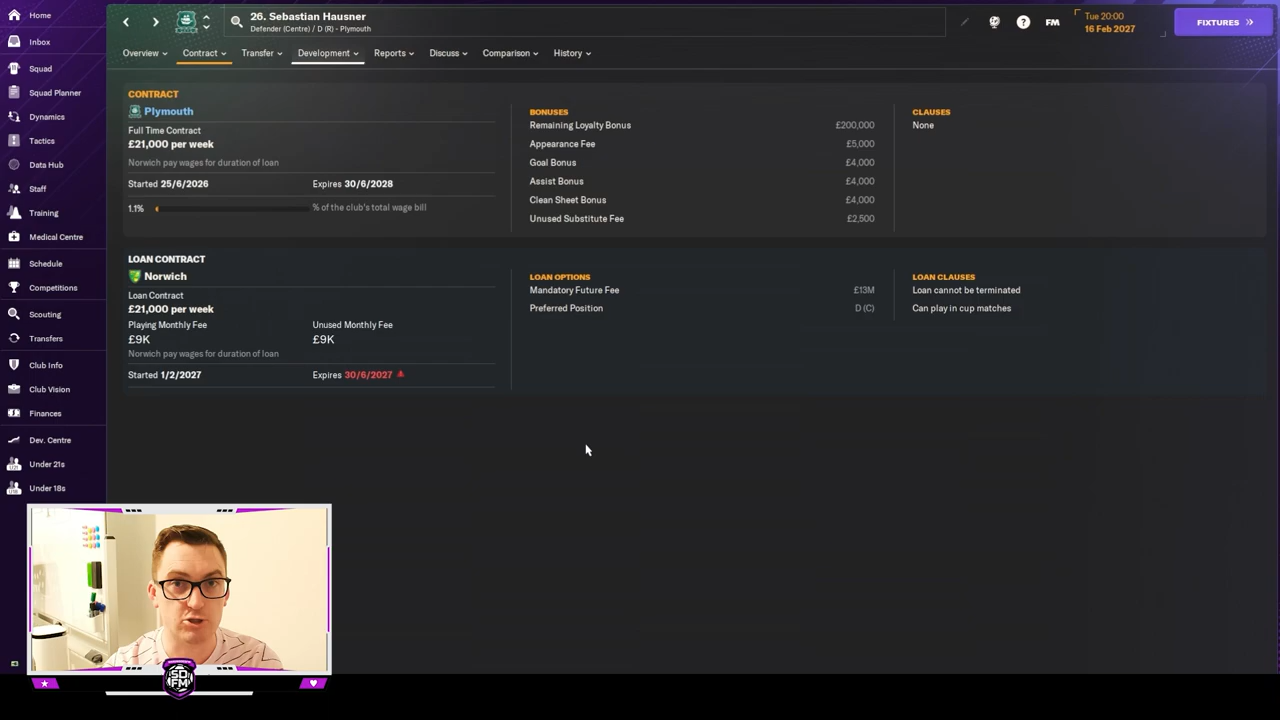 Home
Inbox
Squad
Squad Planner
Dynamics
Tactics
Data Hub
Staff
Training
Medical Centre
Schedule
Competitions
Scouting
Transfers
Club Info
Club Vision
Finances
Dev. Centre
Under 21s
Under 18s
26. Sebastian Hausner
Defender (Centre) / D (R) - Plymouth
FM
Tue 20:00
16 Feb 2027
FIXTURES
Overview
Contract
Transfer
Development
Reports
Discuss
Comparison
History
CONTRACT
Plymouth
Full Time Contract
£21,000 per week
Norwich pay wages for duration of loan
Started 25/6/2026 Expires 30/6/2028
1.1% % of the club's total wage bill
BONUSES
Remaining Loyalty Bonus £200,000
Appearance Fee £5,000
Goal Bonus £4,000
Assist Bonus £4,000
Clean Sheet Bonus £4,000
Unused Substitute Fee £2,500
CLAUSES
None
LOAN CONTRACT
Norwich
Loan Contract
£21,000 per week
Playing Monthly Fee Unused Monthly Fee
£9K £9K
Norwich pay wages for duration of loan
Started 1/2/2027 Expires 30/6/2027
LOAN OPTIONS
Mandatory Future Fee £13M
Preferred Position D (C)
LOAN CLAUSES
Loan cannot be terminated
Can play in cup matches
SD
FM